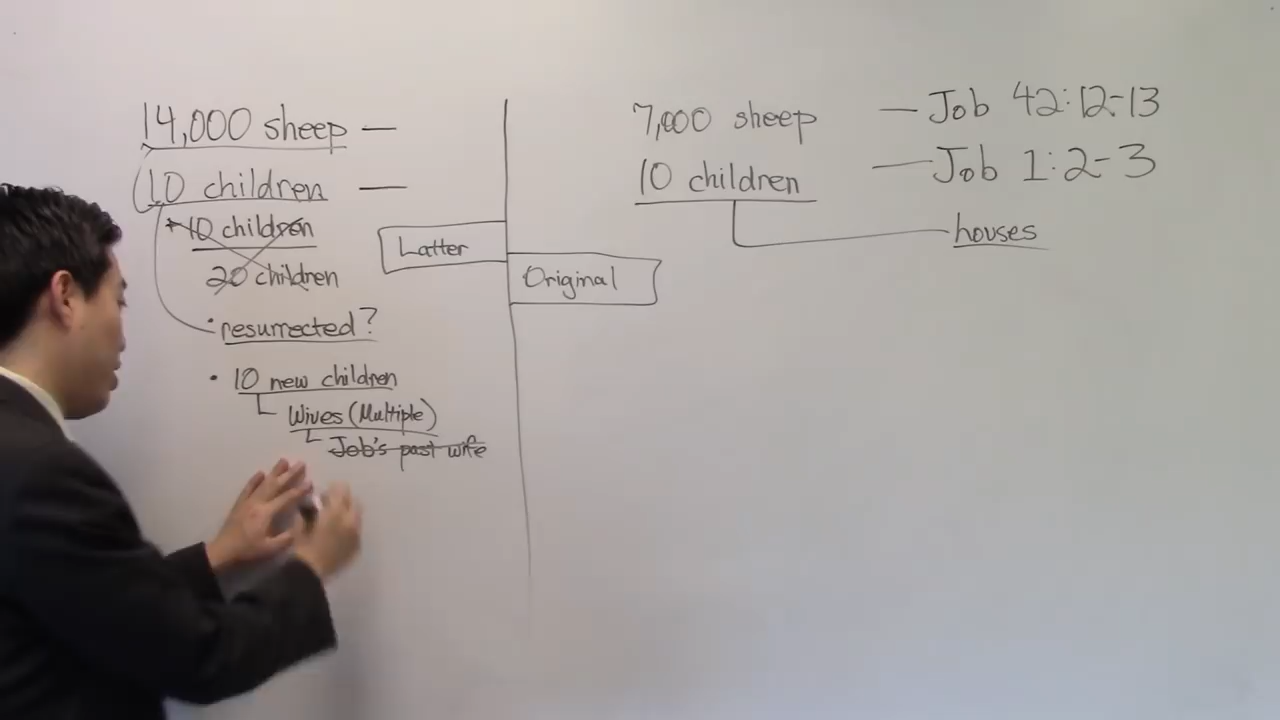 14,000 sheep —
10 children —
+10 children
20 children
Latter
• resurrected?
• 10 new children
Wives (Multiple)
Job's past wife
7,000 sheep — Job 42:12-13
10 children — Job 1:2-3
houses
Original